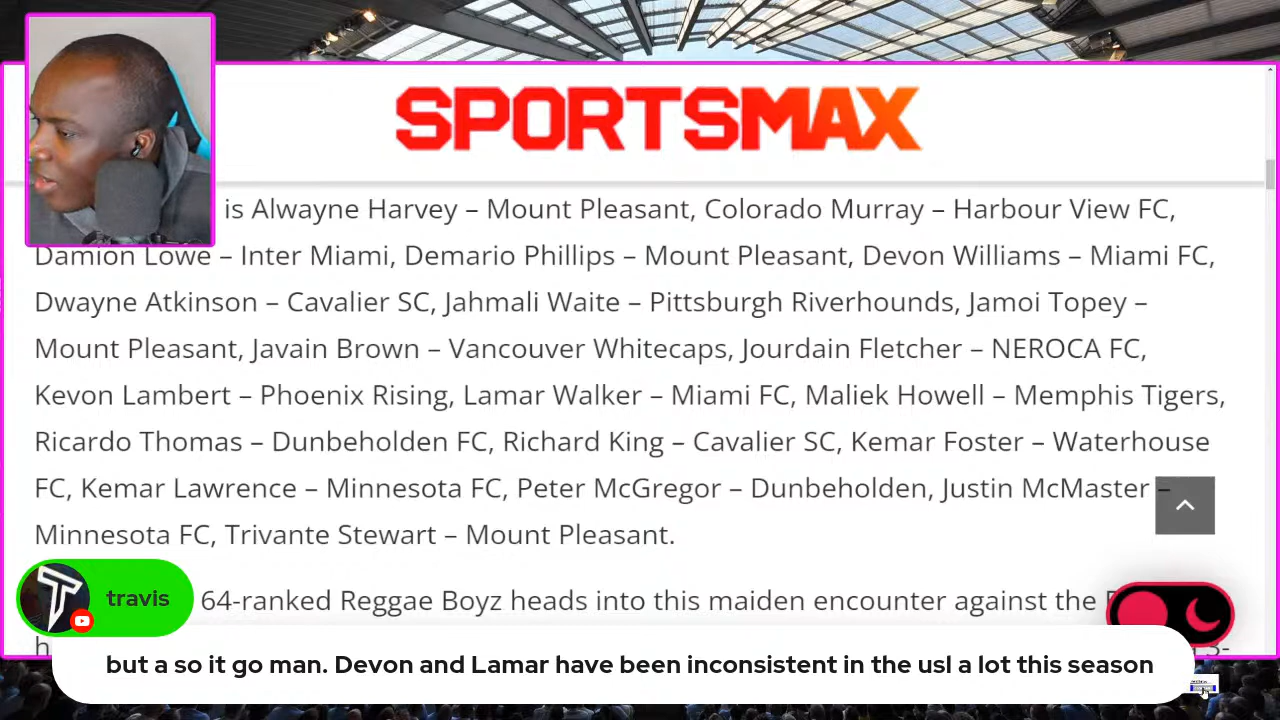 SPORTSMAX
is Alwayne Harvey – Mount Pleasant, Colorado Murray – Harbour View FC,
Damion Lowe – Inter Miami, Demario Phillips – Mount Pleasant, Devon Williams – Miami FC,
Dwayne Atkinson – Cavalier SC, Jahmali Waite – Pittsburgh Riverhounds, Jamoi Topey –
Mount Pleasant, Javain Brown – Vancouver Whitecaps, Jourdain Fletcher – NEROCA FC,
Kevon Lambert – Phoenix Rising, Lamar Walker – Miami FC, Maliek Howell – Memphis Tigers,
Ricardo Thomas – Dunbeholden FC, Richard King – Cavalier SC, Kemar Foster – Waterhouse
FC, Kemar Lawrence – Minnesota FC, Peter McGregor – Dunbeholden, Justin McMaster –
Minnesota FC, Trivante Stewart – Mount Pleasant.
64-ranked Reggae Boyz heads into this maiden encounter against the
travis
but a so it go man. Devon and Lamar have been inconsistent in the usl a lot this season